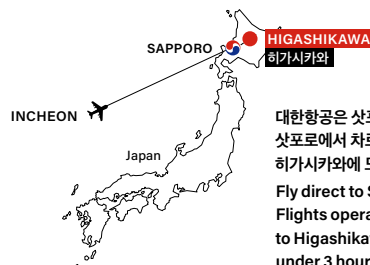 SAPPORO
HIGASHIKAWA
히가시카와
INCHEON
Japan
대한항공은
삿포로에서 차로
히가시카와에
Fly direct to
Flights opera
to Higashika
under 3 hour